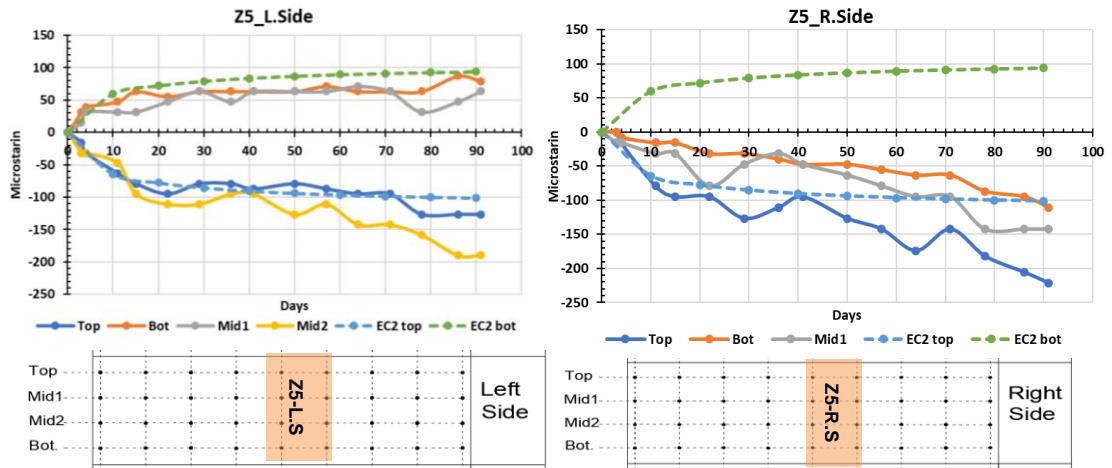 Z5_L.Side
150
100
50
0
-50
-100
-150
-200
-250
0 10 20 30 40 50 60 70 80 90 100
Microstarin
Days
Top Bot Mid1 Mid2 EC2 top EC2 bot
Top
Mid1
Mid2
Bot.
Z5-L.S
Left
Side
Z5_R.Side
150
100
50
0
-50
-100
-150
-200
-250
0 10 20 30 40 50 60 70 80 90 100
Microstarin
Days
Top Bot Mid1 EC2 top EC2 bot
Top
Mid1
Mid2
Bot.
Z5-R.S
Right
Side